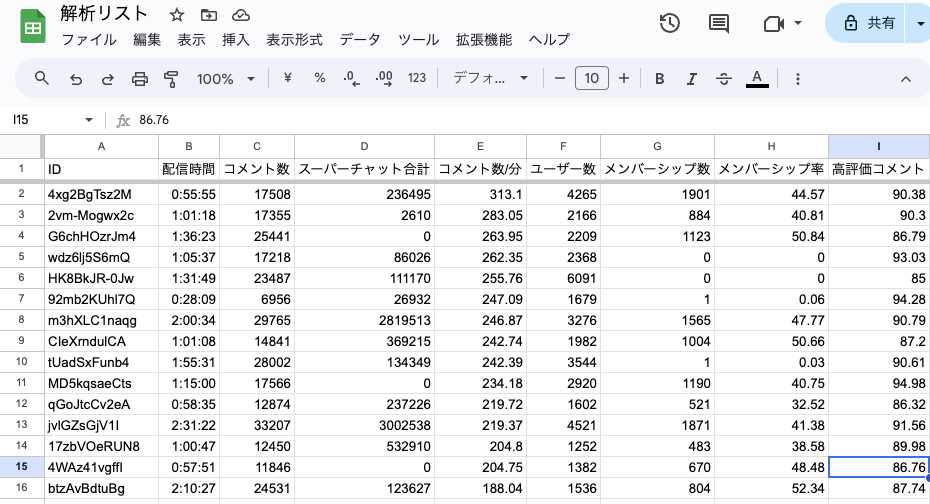 解析リスト
ファイル 編集 表示 挿入 表示形式 データ ツール 拡張機能 ヘルプ
共有
100% ¥ % .0 .00 123 デフォ... − 10 + B I S A
I15 fx 86.76
A B C D E F G H I
1 ID 配信時間 コメント数 スーパーチャット合計 コメント数/分 ユーザー数 メンバーシップ数 メンバーシップ率 高評価コメント
2 4xg2BgTsz2M 0:55:55 17508 236495 313.1 4265 1901 44.57 90.38
3 2vm-Mogwx2c 1:01:18 17355 2610 283.05 2166 884 40.81 90.3
4 G6chHOzrJm4 1:36:23 25441 0 263.95 2209 1123 50.84 86.79
5 wdz6lj5S6mQ 1:05:37 17218 86026 262.35 2368 0 0 93.03
6 HK8BkJR-0Jw 1:31:49 23487 111170 255.76 6091 0 0 85
7 92mb2KUhl7Q 0:28:09 6956 26932 247.09 1679 1 0.06 94.28
8 m3hXLC1naqg 2:00:34 29765 2819513 246.87 3276 1565 47.77 90.79
9 CIeXrndulCA 1:01:08 14841 369215 242.74 1982 1004 50.66 87.2
10 tUadSxFunb4 1:55:31 28002 134349 242.39 3544 1 0.03 90.61
11 MD5kqsaeCts 1:15:00 17566 0 234.18 2920 1190 40.75 94.98
12 qGoJtcCv2eA 0:58:35 12874 237226 219.72 1602 521 32.52 86.32
13 jvlGZsGjV1I 2:31:22 33207 3002538 219.37 4521 1871 41.38 91.56
14 17zbVOeRUN8 1:00:47 12450 532910 204.8 1252 483 38.58 89.98
15 4WAz41vgffI 0:57:51 11846 0 204.75 1382 670 48.48 86.76
16 btzAvBdtuBg 2:10:27 24531 123627 188.04 1536 804 52.34 87.74